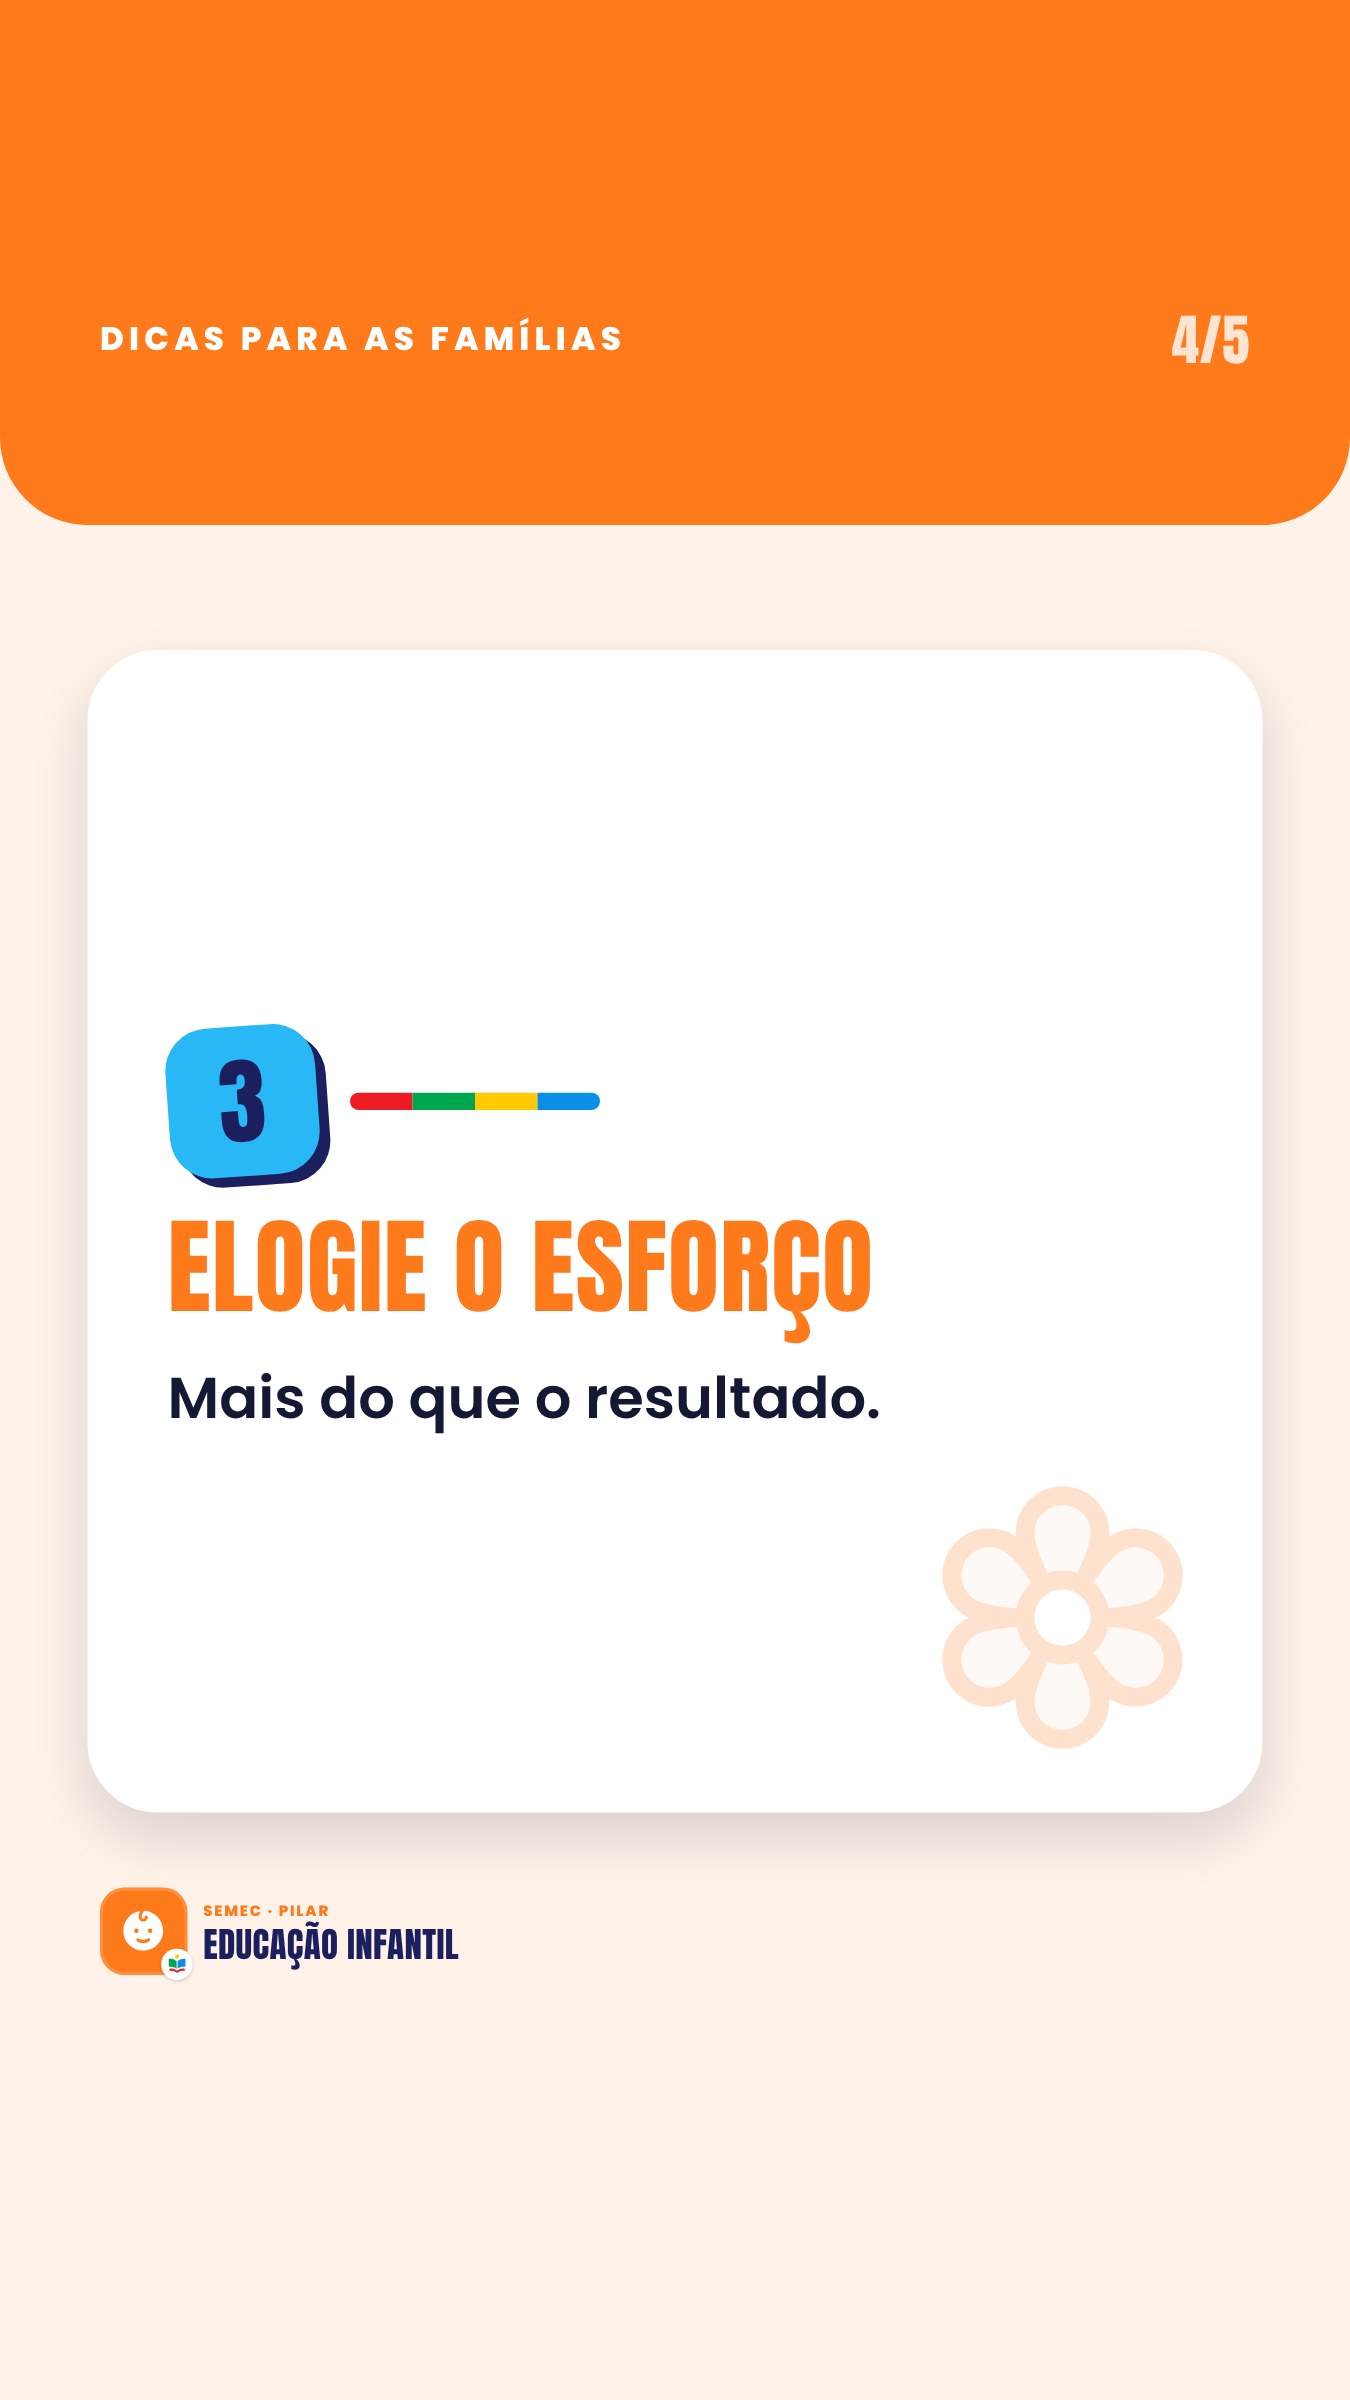 DICAS PARA AS FAMÍLIAS
4/5
3
ELOGIE O ESFORÇO
Mais do que o resultado.
SEMEC · PILAR
EDUCAÇÃO INFANTIL